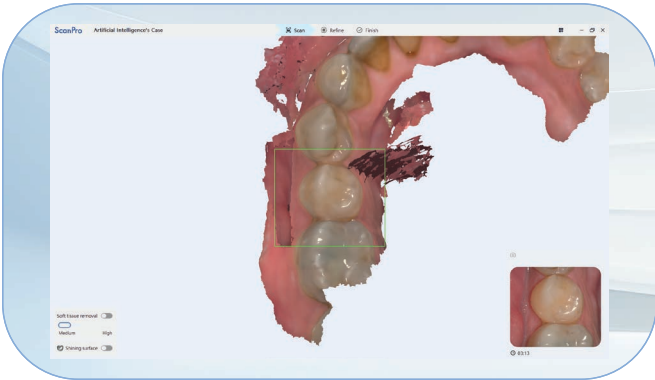 ScanPro Artificial Intelligence's Case Scan Refine Finish
Soft tissue removal
Medium High
Shining surface
03:13